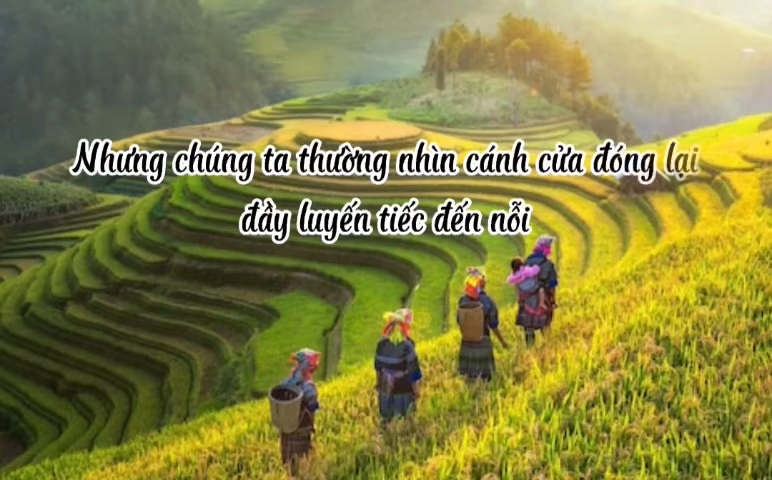 Nhưng chúng ta thường nhìn cánh cửa đóng lại
đầy luyến tiếc đến nỗi